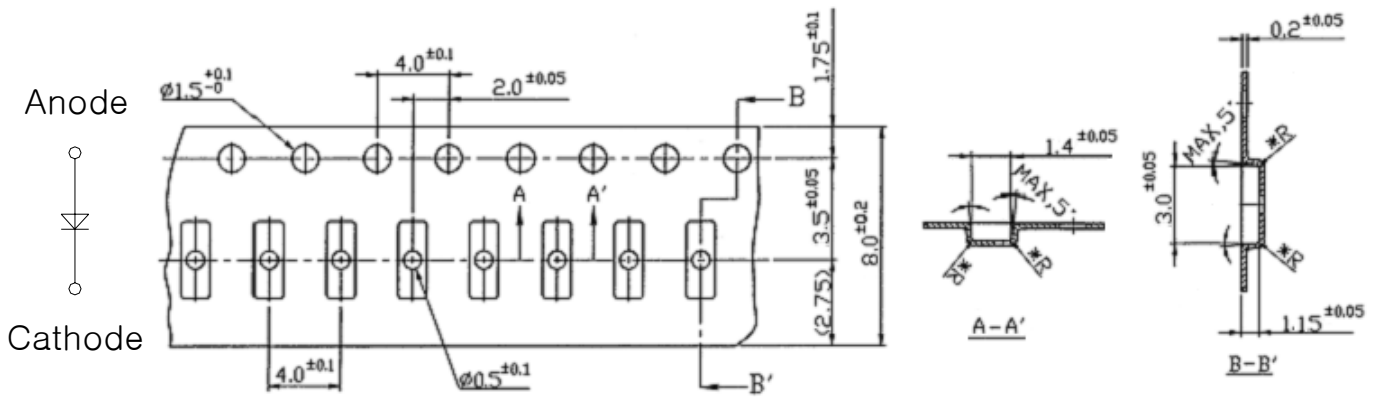 Anode
Cathode
Ø1.5 +0.1 -0
4.0±0.1
2.0±0.05
B
1.75±0.1
A
A'
3.5±0.05
8.0±0.2
(2.75)
4.0±0.1
Ø0.5±0.1
B'
1.4±0.05
MAX,5°
*R
*R
A-A'
0.2±0.05
MAX,5°
*R
3.0±0.05
*R
1.15±0.05
B-B'